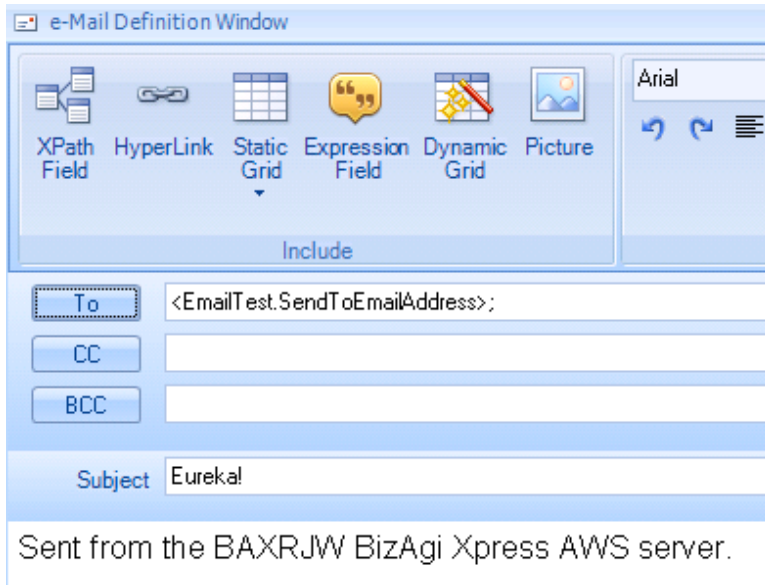 e-Mail Definition Window
XPath Field
HyperLink
Static Grid
Expression Field
Dynamic Grid
Picture
Arial
Include
To <EmailTest.SendToEmailAddress>;
CC
BCC
Subject Eureka!
Sent from the BAXRJW BizAgi Xpress AWS server.